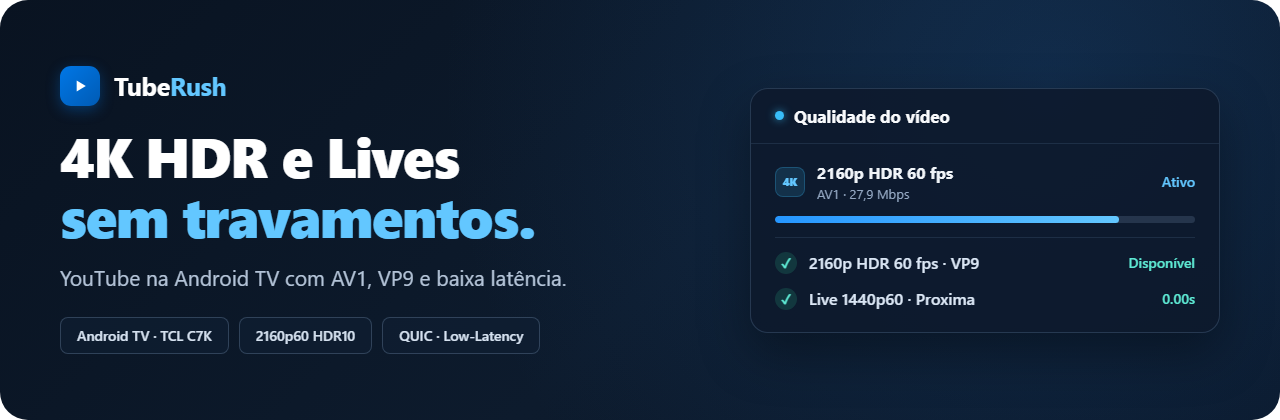 TubeRush
4K HDR e Lives
sem travamentos.
YouTube na Android TV com AV1, VP9 e baixa latência.
Android TV · TCL C7K
2160p60 HDR10
QUIC · Low-Latency
Qualidade do vídeo
4K
2160p HDR 60 fps
Ativo
AV1 · 27,9 Mbps
✓ 2160p HDR 60 fps · VP9
Disponível
✓ Live 1440p60 · Proxima
0.00s